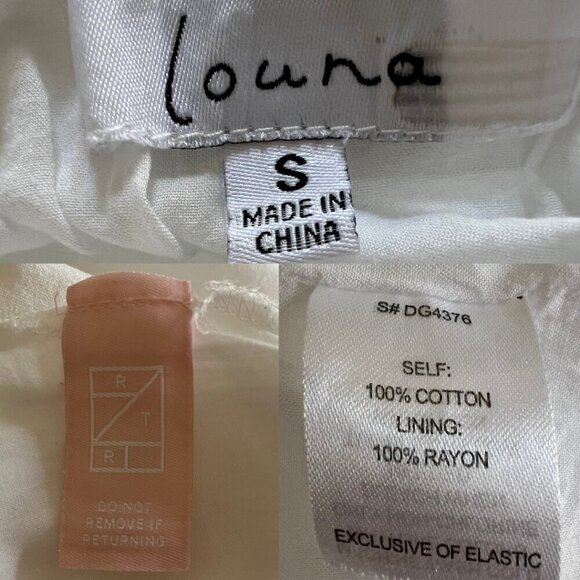 louna
S
MADE IN
CHINA
R
T
R
DO NOT
REMOVE IF
RETURNING
S# DG4376
SELF:
100% COTTON
LINING:
100% RAYON
EXCLUSIVE OF ELASTIC